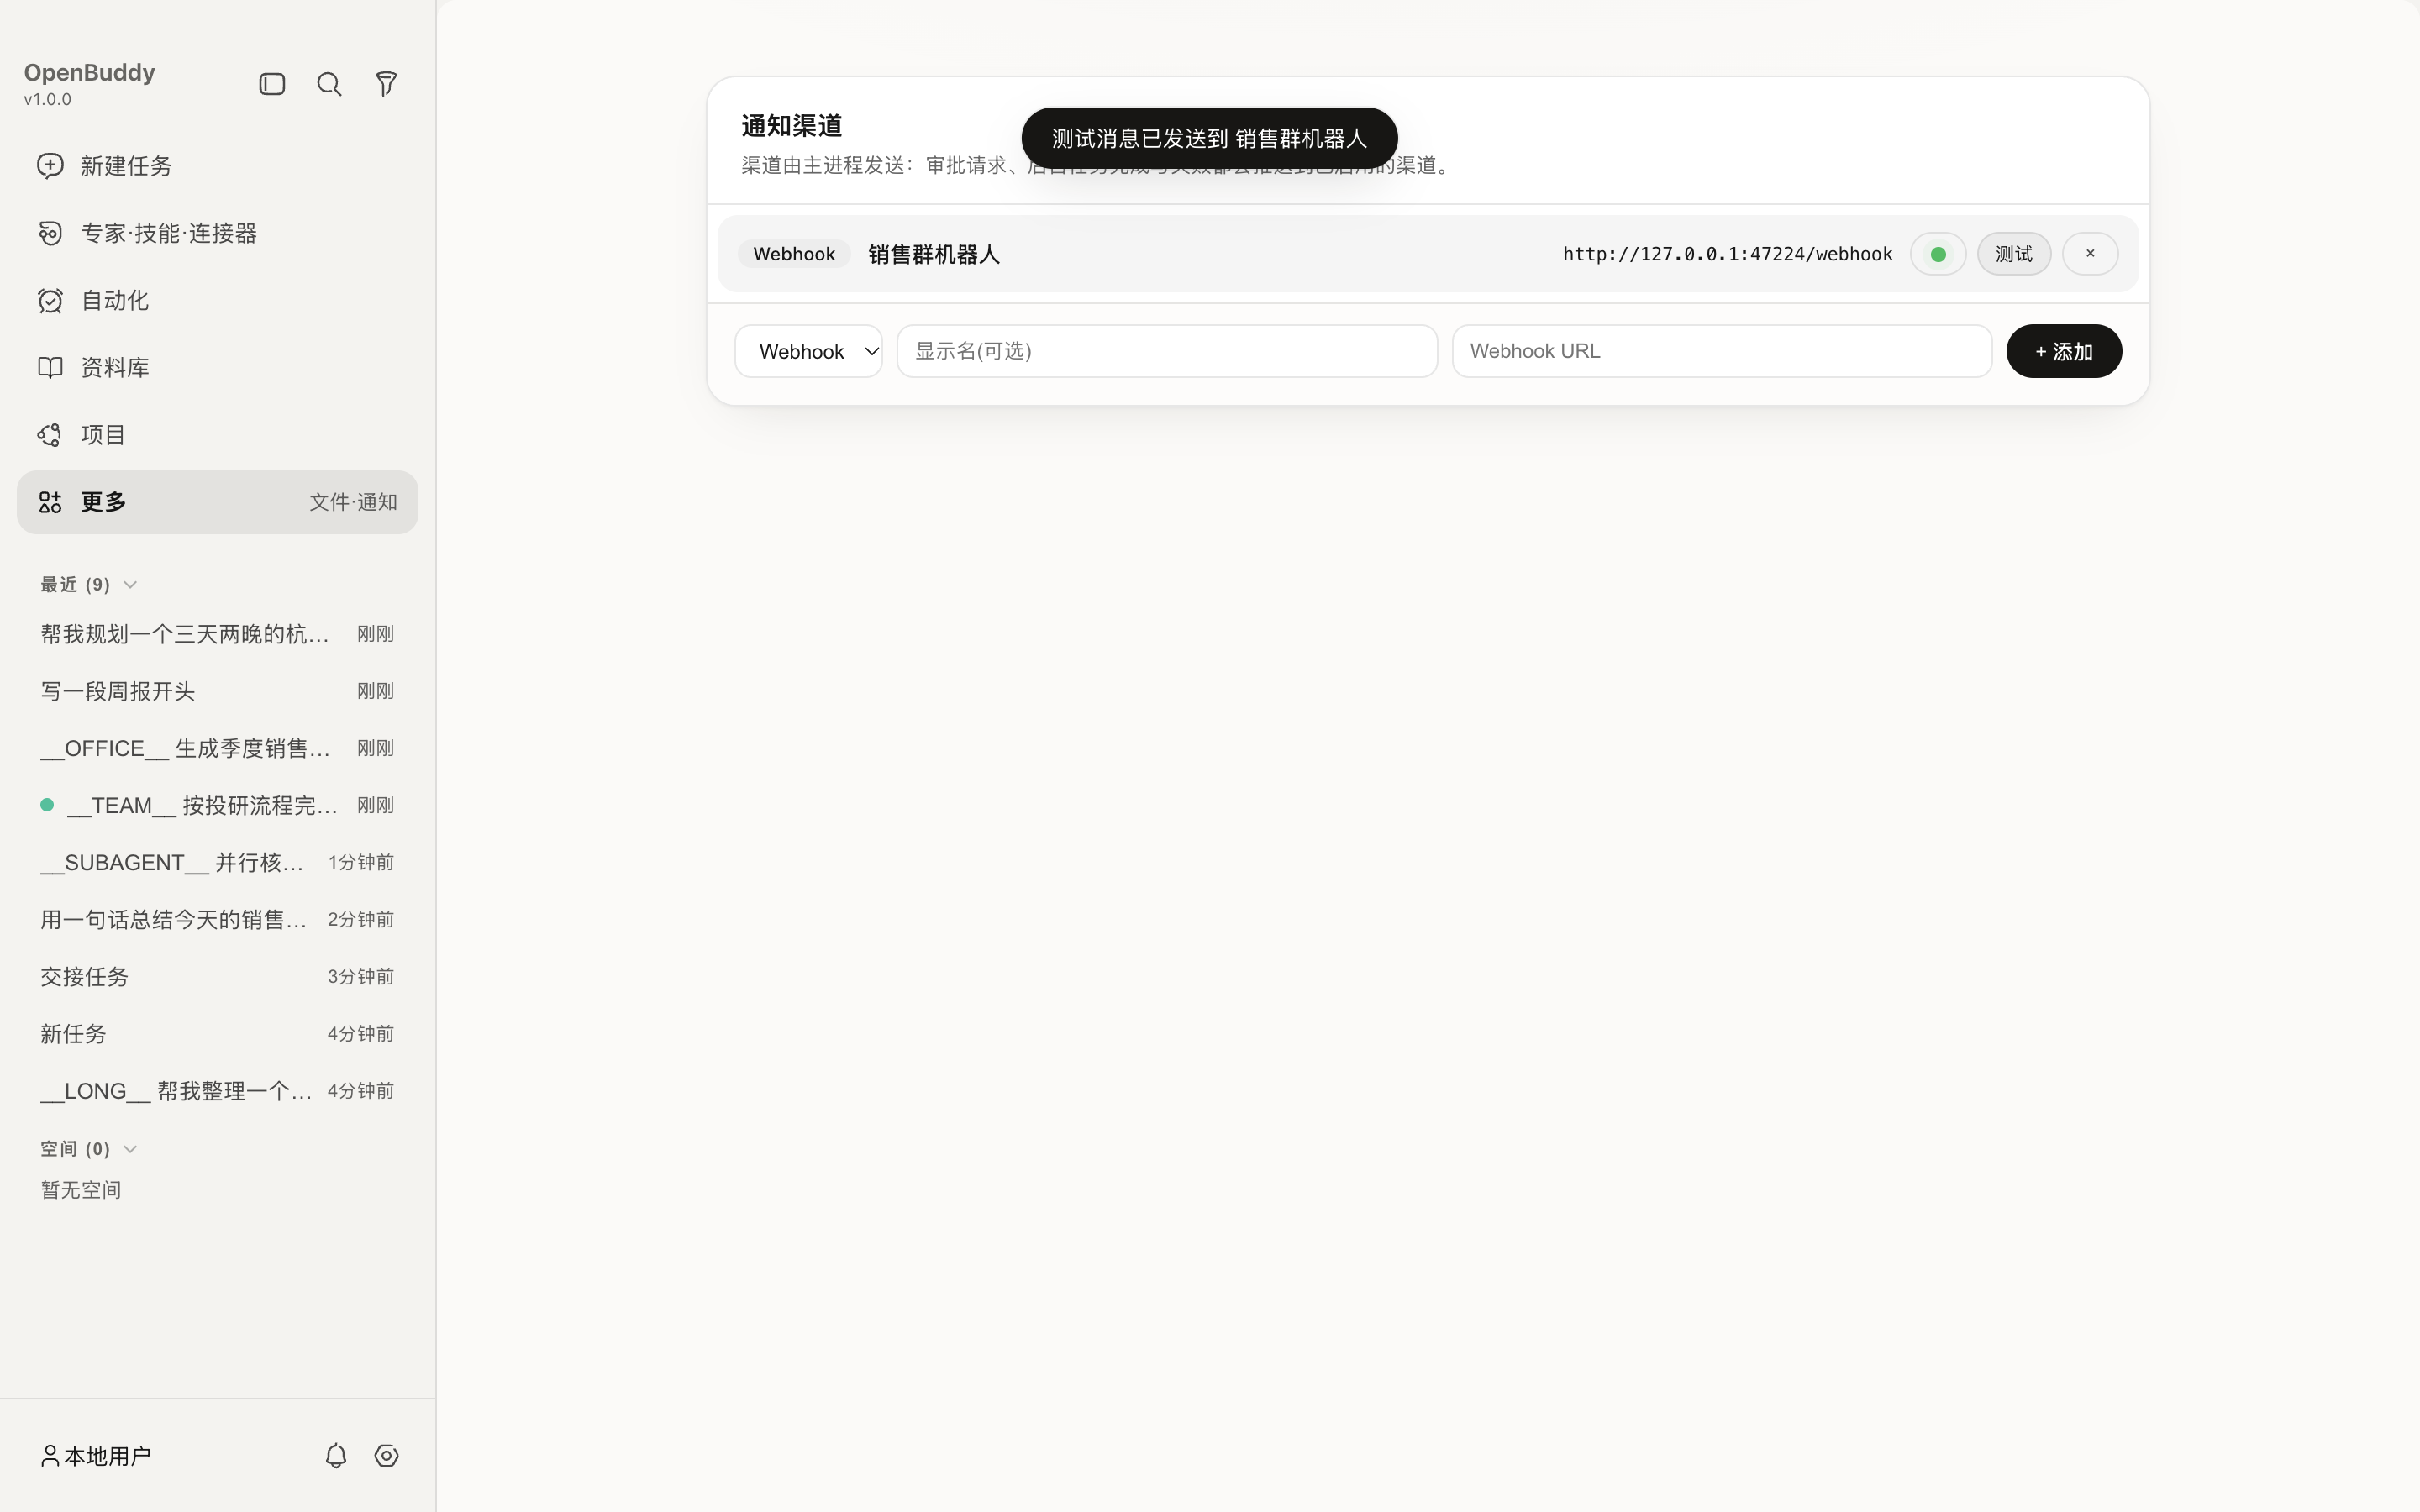 OpenBuddy
v1.0.0
新建任务
专家·技能·连接器
自动化
资料库
项目
更多 文件·通知
最近 (9)
帮我规划一个三天两晚的杭... 刚刚
写一段周报开头 刚刚
__OFFICE__ 生成季度销售... 刚刚
__TEAM__ 按投研流程完... 刚刚
__SUBAGENT__ 并行核... 1分钟前
用一句话总结今天的销售... 2分钟前
交接任务 3分钟前
新任务 4分钟前
__LONG__ 帮我整理一个... 4分钟前
空间 (0)
暂无空间
本地用户
通知渠道
测试消息已发送到 销售群机器人
渠道由主进程发送：审批请求、的渠道。
Webhook 销售群机器人 http://127.0.0.1:47224/webhook 测试 ×
Webhook 显示名(可选) Webhook URL + 添加